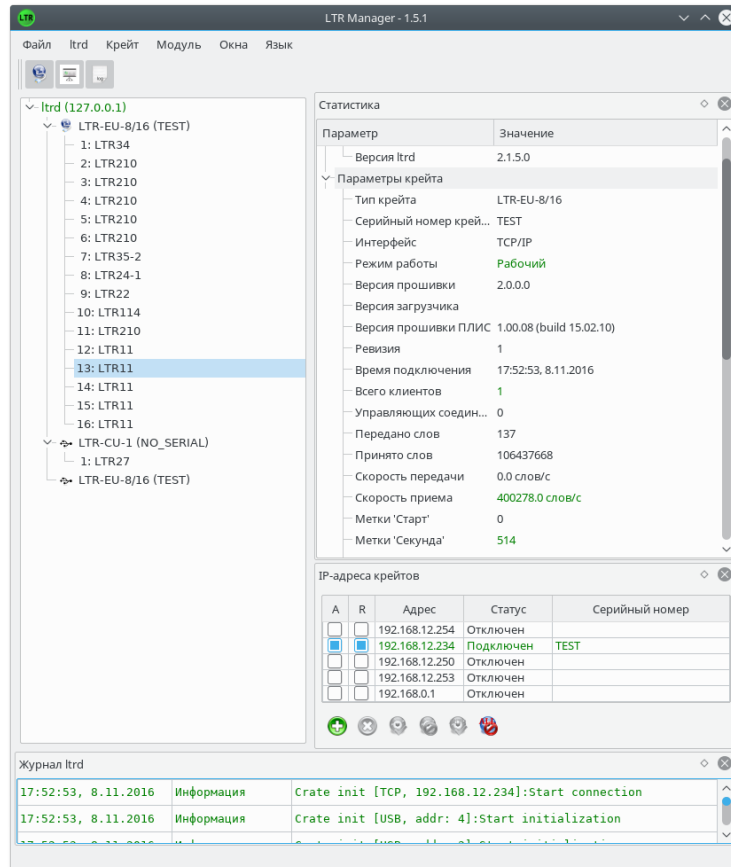 LTR
LTR Manager - 1.5.1
Файл ltrd Крейт Модуль Окна Язык
log
ltrd (127.0.0.1)
LTR-EU-8/16 (TEST)
1: LTR34
2: LTR210
3: LTR210
4: LTR210
5: LTR210
6: LTR210
7: LTR35-2
8: LTR24-1
9: LTR22
10: LTR114
11: LTR210
12: LTR11
13: LTR11
14: LTR11
15: LTR11
16: LTR11
LTR-CU-1 (NO_SERIAL)
1: LTR27
LTR-EU-8/16 (TEST)
Статистика
Параметр Значение
Версия ltrd 2.1.5.0
Параметры крейта
Тип крейта LTR-EU-8/16
Серийный номер крей... TEST
Интерфейс TCP/IP
Режим работы Рабочий
Версия прошивки 2.0.0.0
Версия загрузчика
Версия прошивки ПЛИС 1.00.08 (build 15.02.10)
Ревизия 1
Время подключения 17:52:53, 8.11.2016
Всего клиентов 1
Управляющих соедин... 0
Передано слов 137
Принято слов 106437668
Скорость передачи 0.0 слов/с
Скорость приема 400278.0 слов/с
Метки 'Старт' 0
Метки 'Секунда' 514
IP-адреса крейтов
A R Адрес Статус Серийный номер
192.168.12.254 Отключен
192.168.12.234 Подключен TEST
192.168.12.250 Отключен
192.168.12.253 Отключен
192.168.0.1 Отключен
Журнал ltrd
17:52:53, 8.11.2016 Информация Crate init [TCP, 192.168.12.234]:Start connection
17:52:53, 8.11.2016 Информация Crate init [USB, addr: 4]:Start initialization